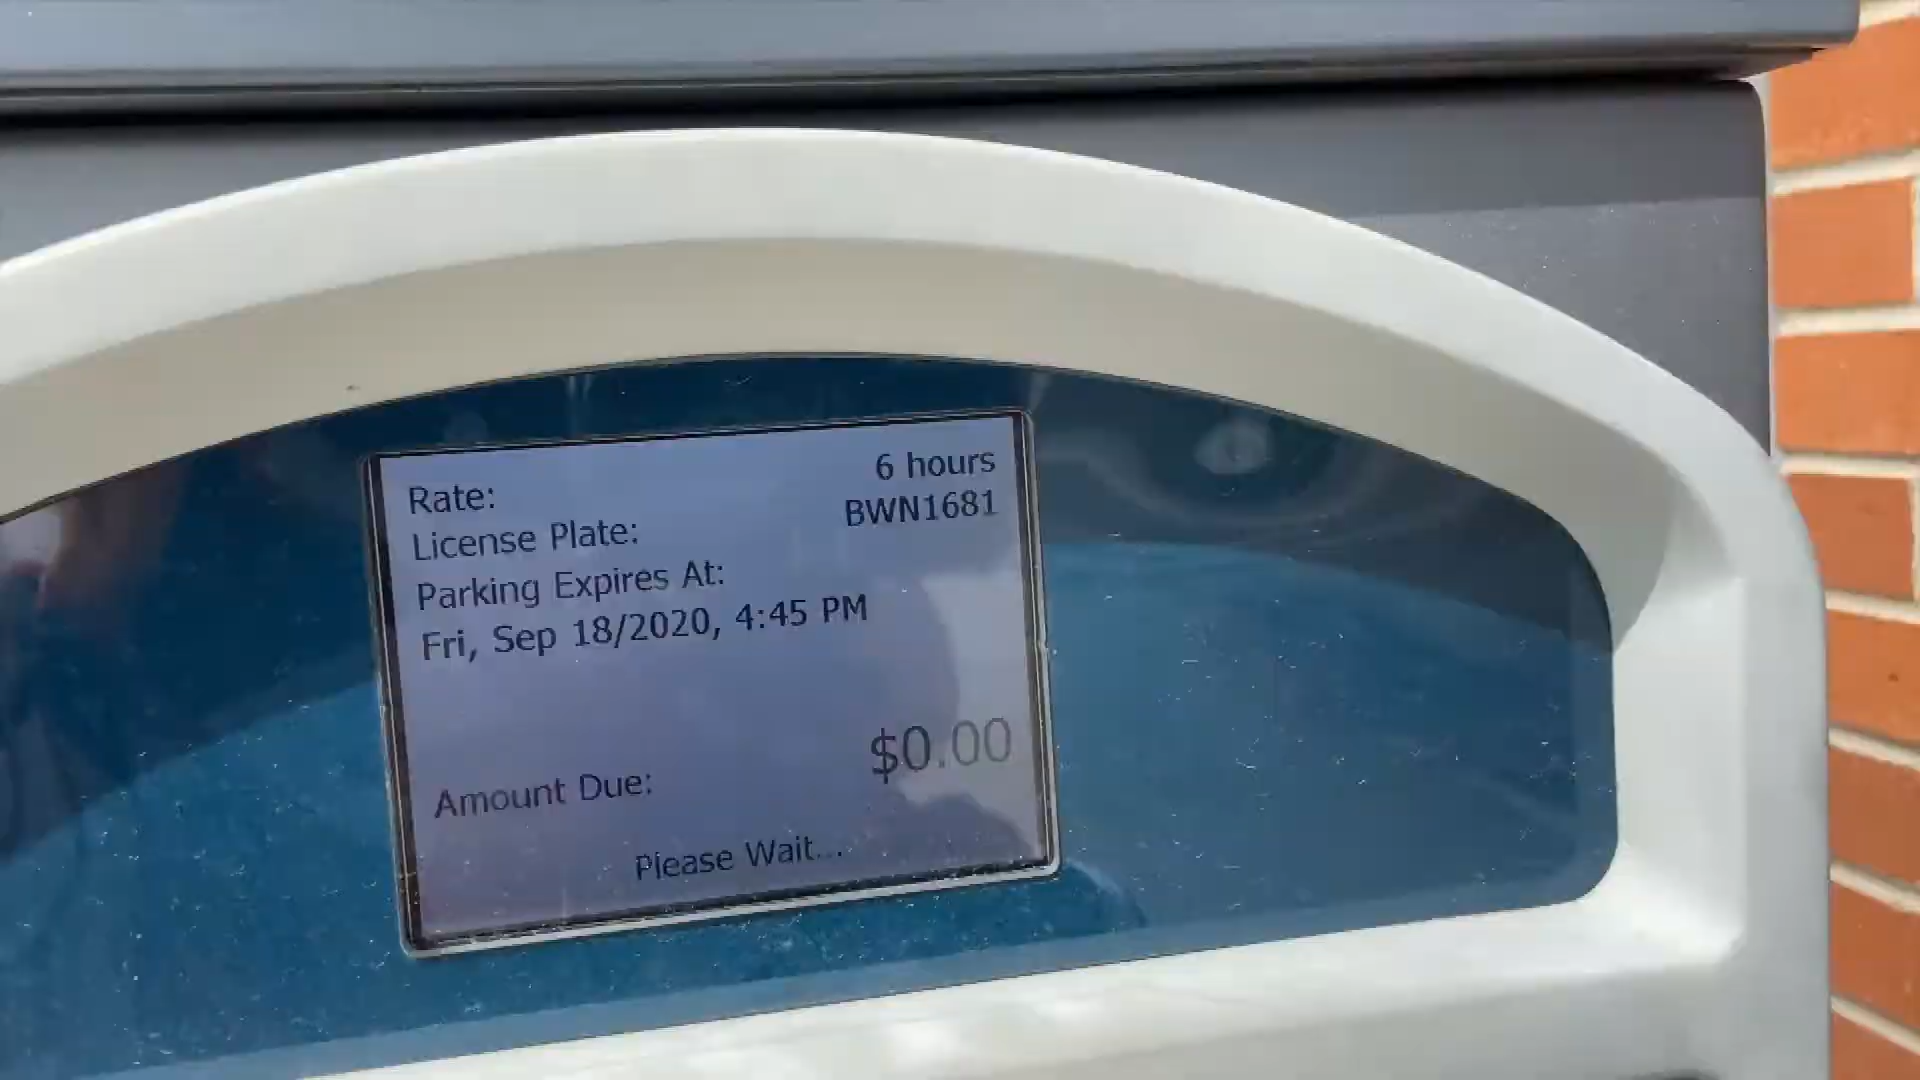 Rate: 6 hours
License Plate: BWN1681
Parking Expires At:
Fri, Sep 18/2020, 4:45 PM
Amount Due: $0.00
Please Wait...